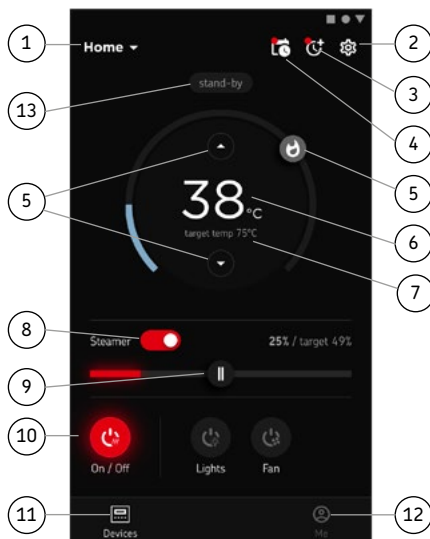 1
Home
2
3
4
13
stand-by
5
5
38 °C
6
target temp 75°C
7
8
Steamer
25% / target 49%
9
10
On / Off
Lights
Fan
11
Devices
12
Me